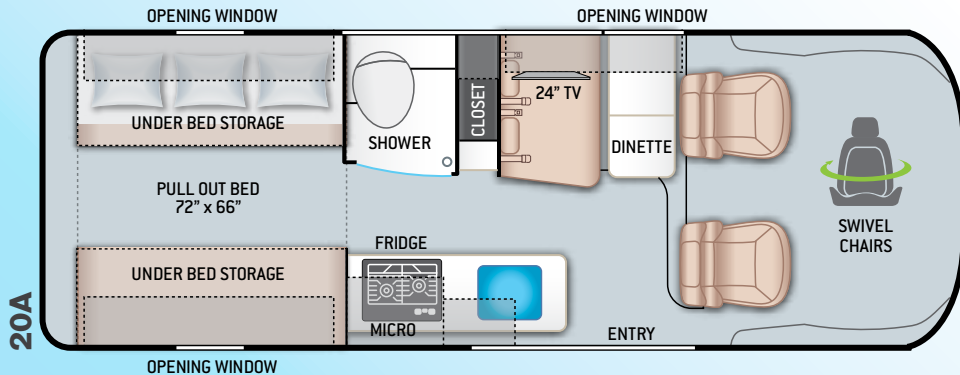 OPENING WINDOW
OPENING WINDOW
UNDER BED STORAGE
SHOWER
CLOSET
24” TV
DINETTE
PULL OUT BED
72” x 66”
SWIVEL
CHAIRS
FRIDGE
UNDER BED STORAGE
MICRO
ENTRY
20A
OPENING WINDOW